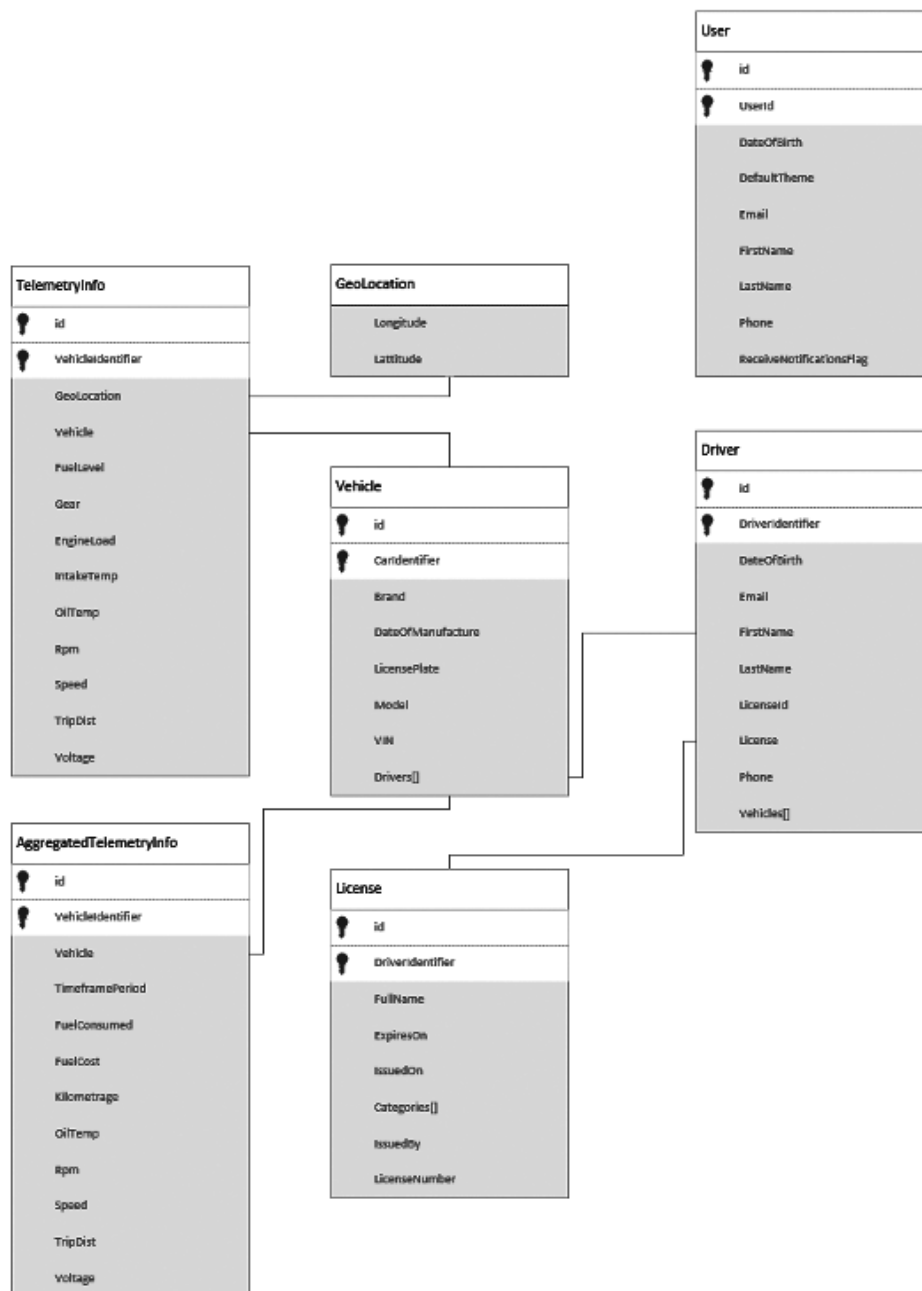 User
id
UserId
DateOfBirth
DefaultTheme
Email
FirstName
LastName
Phone
ReceiveNotificationsFlag
TelemetryInfo
id
VehicleIdentifier
GeoLocation
Vehicle
FuelLevel
Gear
EngineLoad
IntakeTemp
OilTemp
Rpm
Speed
TripDist
Voltage
GeoLocation
Longitude
Lattitude
Vehicle
id
CarIdentifier
Brand
DateOfManufacture
LicensePlate
Model
VIN
Drivers[]
Driver
id
DriverIdentifier
DateOfBirth
Email
FirstName
LastName
LicenseId
License
Phone
Vehicles[]
AggregatedTelemetryInfo
id
VehicleIdentifier
Vehicle
TimeframePeriod
FuelConsumed
FuelCost
Kilometrage
OilTemp
Rpm
Speed
TripDist
Voltage
License
id
DriverIdentifier
FullName
ExpiresOn
IssuedOn
Categories[]
IssuedBy
LicenseNumber